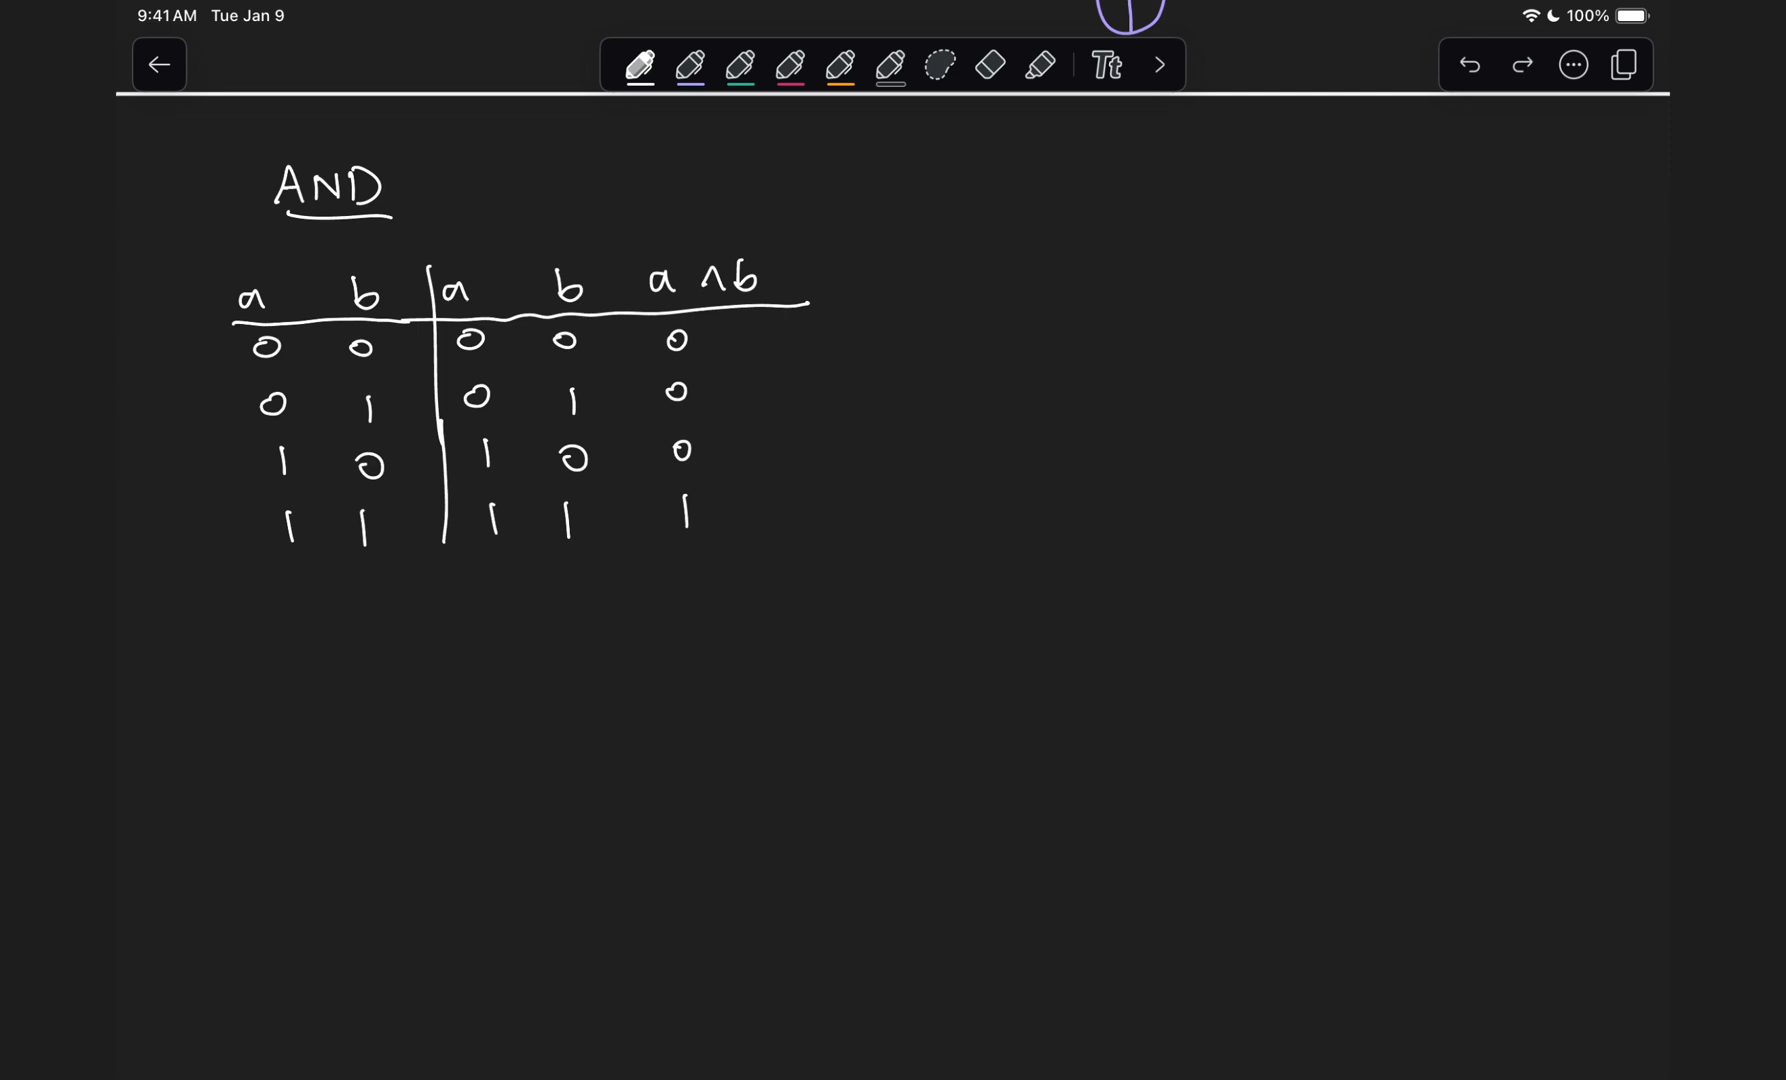 9:41 AM Tue Jan 9 100%
Tt
AND
a b a b a ∧ b
0 0 0 0 0
0 1 0 1 0
1 0 1 0 0
1 1 1 1 1